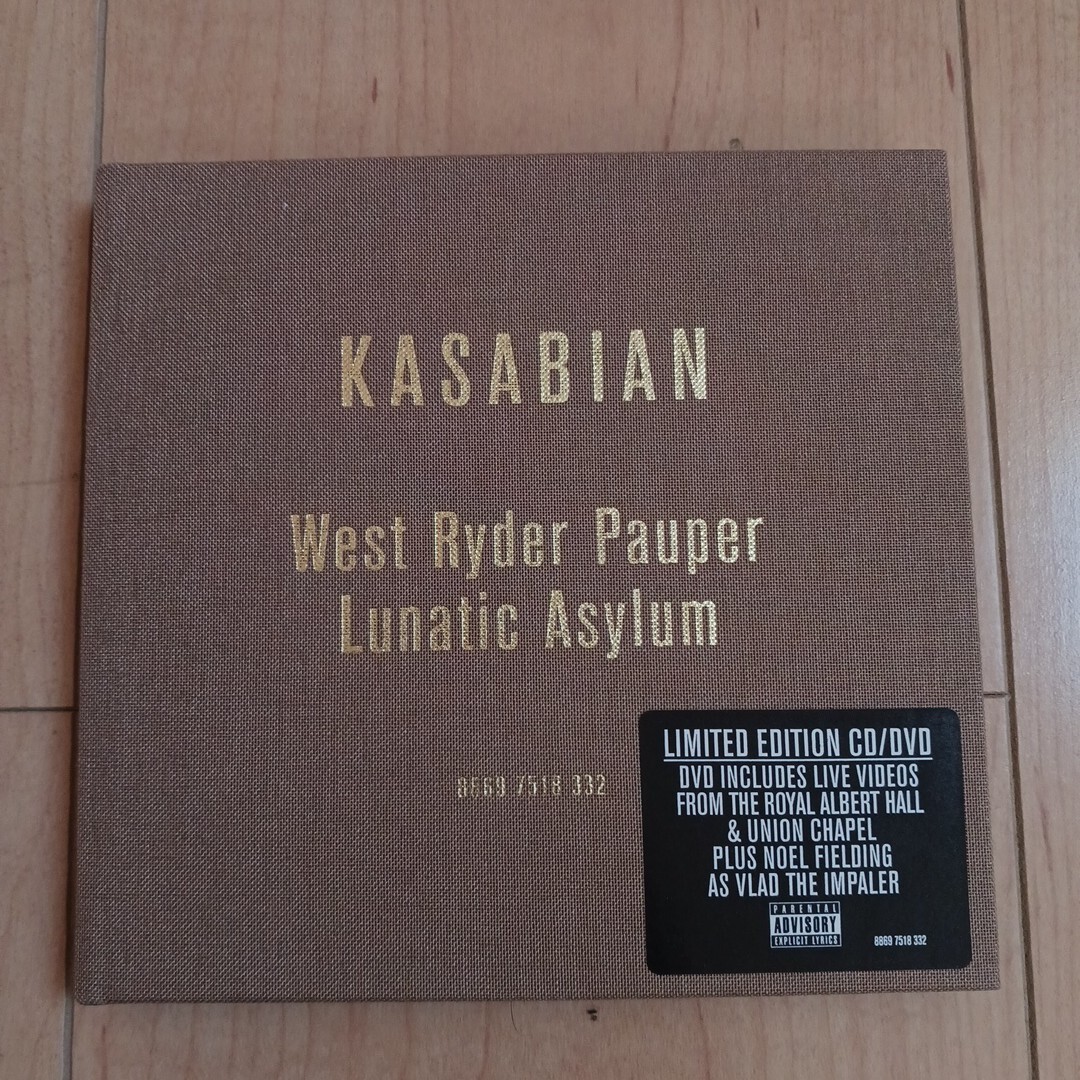 KASABIAN
West Ryder Pauper
Lunatic Asylum
8869 7518 332
LIMITED EDITION CD/DVD
DVD INCLUDES LIVE VIDEOS
FROM THE ROYAL ALBERT HALL
& UNION CHAPEL
PLUS NOEL FIELDING
AS VLAD THE IMPALER
PARENTAL
ADVISORY
EXPLICIT LYRICS
8869 7518 332